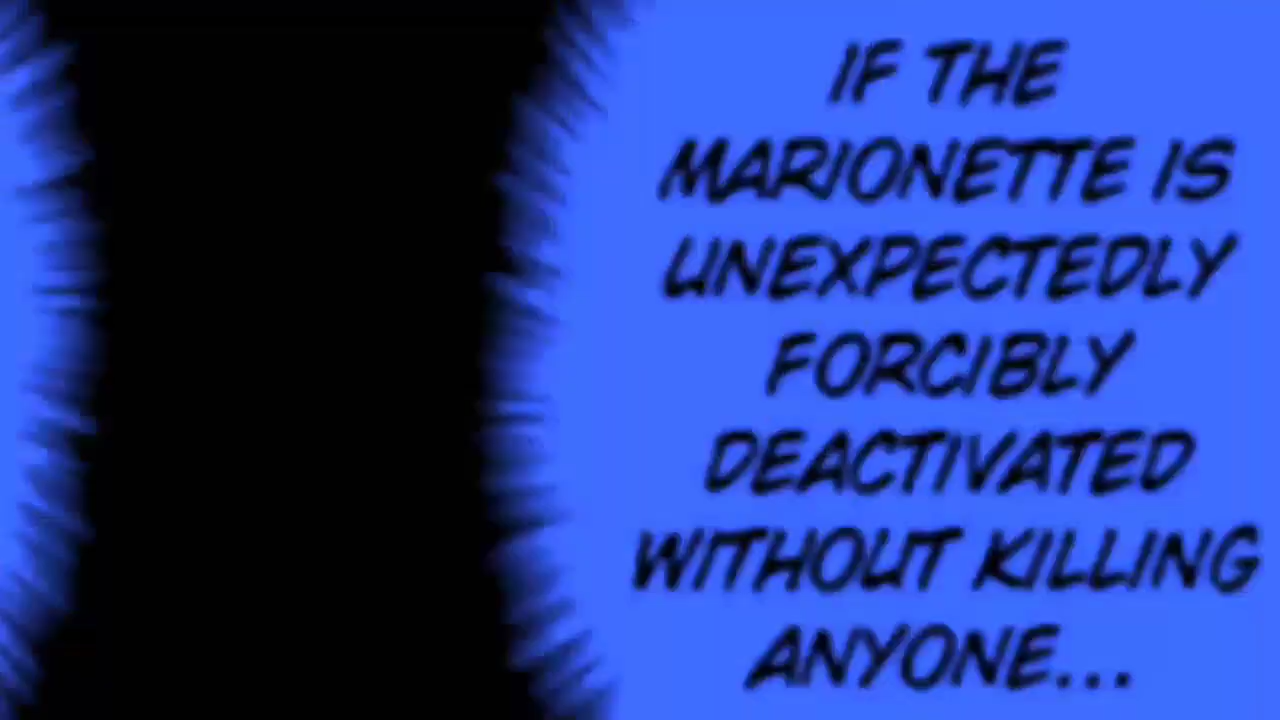 IF THE
MARIONETTE IS
UNEXPECTEDLY
FORCIBLY
DEACTIVATED
WITHOUT KILLING
ANYONE...